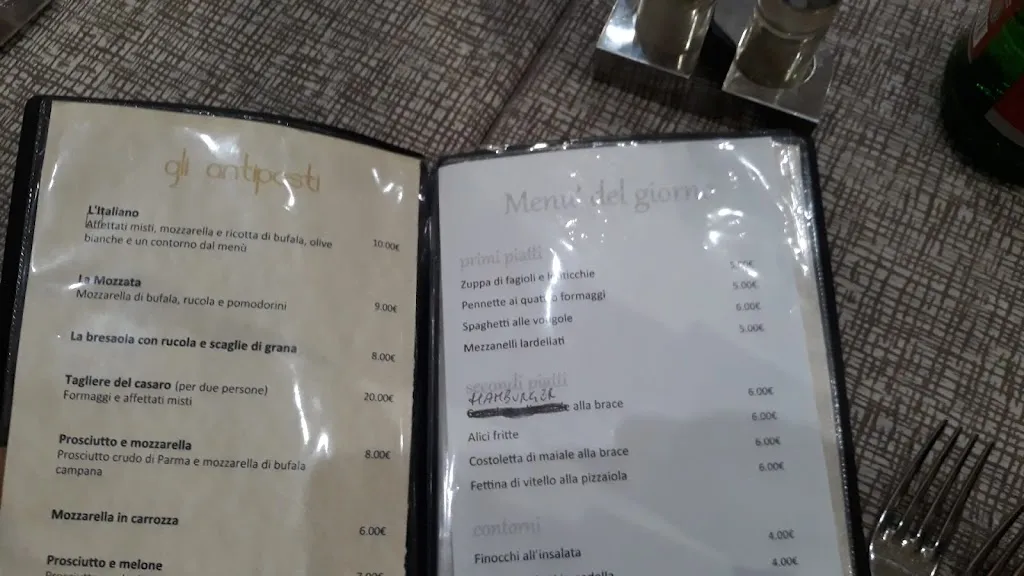 gli antipasti
L'Italiano
Affettati misti, mozzarella e ricotta di bufala, olive
bianche e un contorno dal menù 10.00€
La Mozzata
Mozzarella di bufala, rucola e pomodorini 9.00€
La bresaola con rucola e scaglie di grana 8.00€
Tagliere del casaro (per due persone)
Formaggi e affettati misti 20.00€
Prosciutto e mozzarella
Prosciutto crudo di Parma e mozzarella di bufala 8.00€
campana
Mozzarella in carrozza 6.00€
Prosciutto e melone
7.00€
Menu' del giorno
primi piatti
Zuppa di fagioli e lenticchie 5.00€
Pennette ai quattro formaggi 5.00€
Spaghetti alle vongole 6.00€
Mezzanelli lardellati 5.00€
secondi piatti
HAMBURGER
alla brace 6.00€
Alici fritte 6.00€
Costoletta di maiale alla brace 6.00€
Fettina di vitello alla pizzaiola 6.00€
contorni
Finocchi all'insalata 4.00€
4.00€